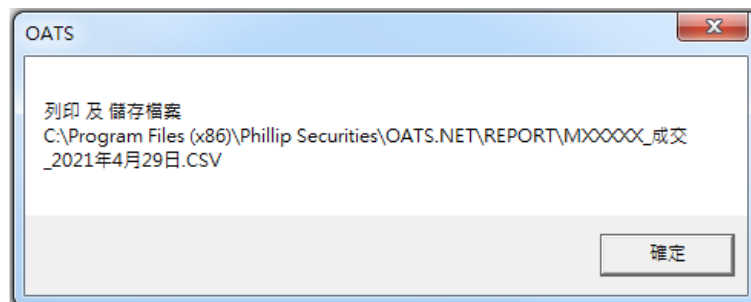 OATS
列印 及 儲存檔案
C:\Program Files (x86)\Phillip Securities\OATS.NET\REPORT\MXXXXX_成交
_2021年4月29日.CSV
確定